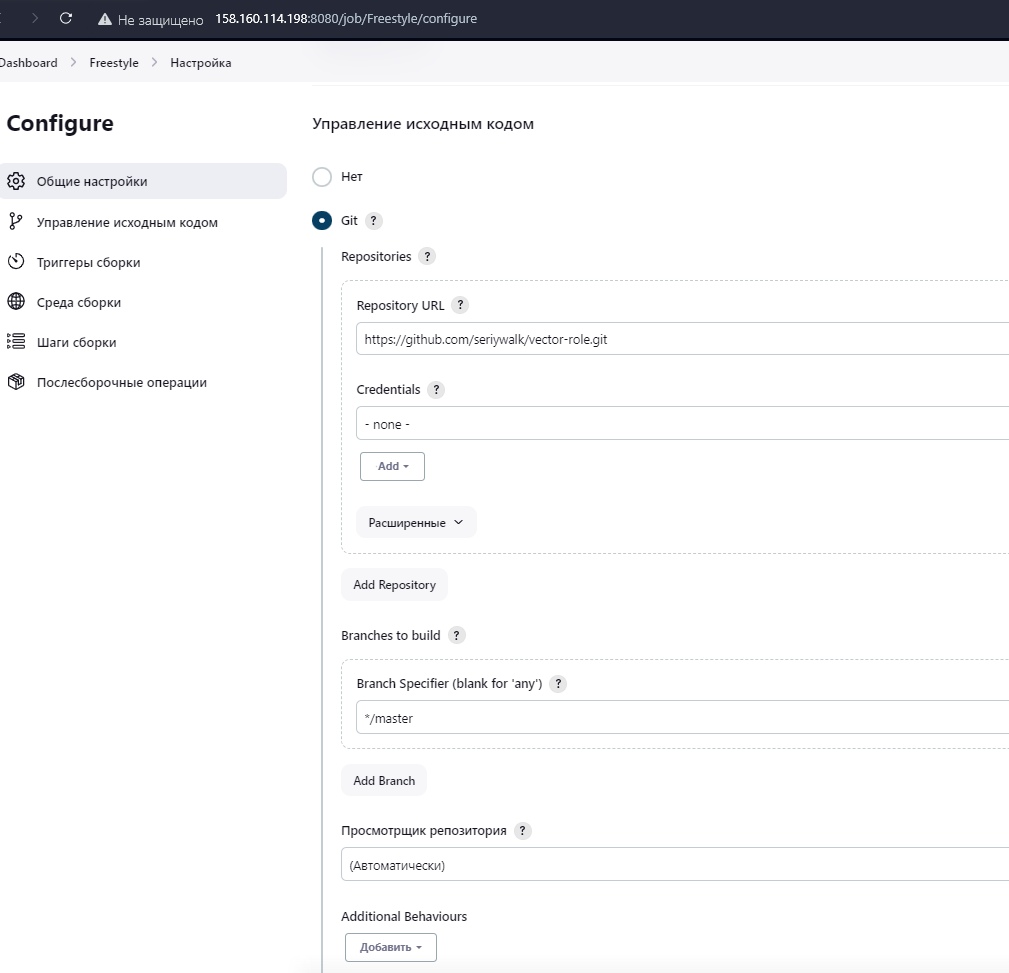 Не защищено 158.160.114.198:8080/job/Freestyle/configure
Dashboard > Freestyle > Настройка
Configure
Общие настройки
Управление исходным кодом
Триггеры сборки
Среда сборки
Шаги сборки
Послесборочные операции
Управление исходным кодом
Нет
Git ?
Repositories ?
Repository URL ?
https://github.com/seriywalk/vector-role.git
Credentials ?
- none -
Add
Расширенные
Add Repository
Branches to build ?
Branch Specifier (blank for 'any') ?
*/master
Add Branch
Просмотрщик репозитория ?
(Автоматически)
Additional Behaviours
Добавить